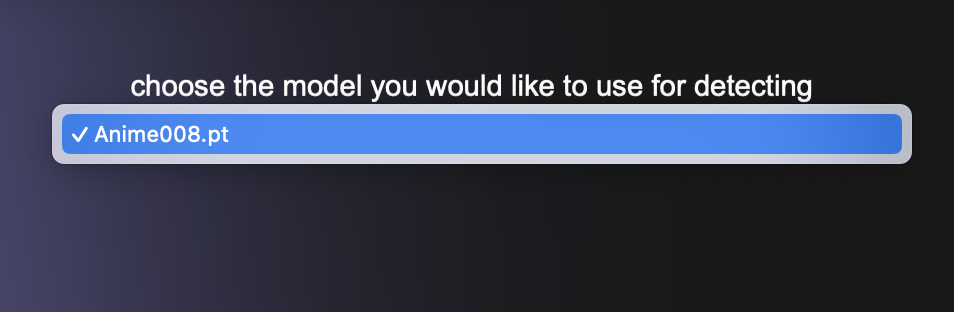 choose the model you would like to use for detecting
✓ Anime008.pt